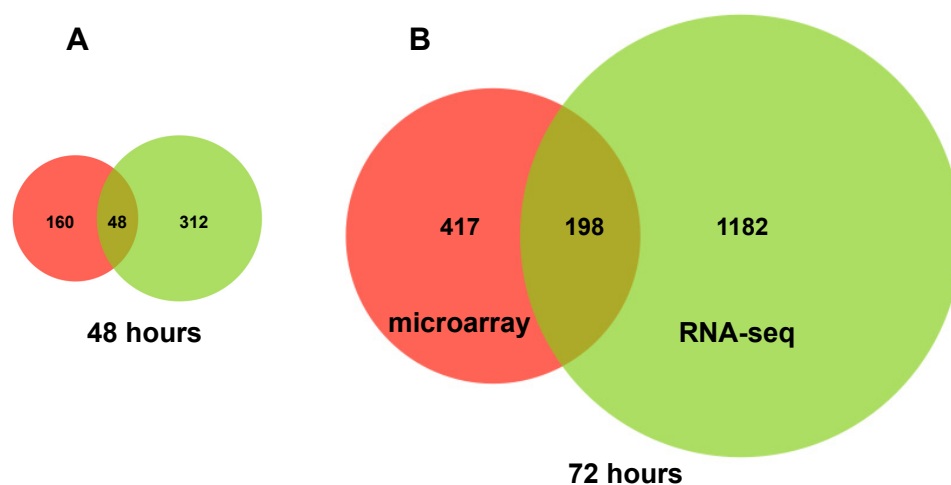 A
B
160
48
312
417
198
1182
microarray
RNA-seq
48 hours
72 hours